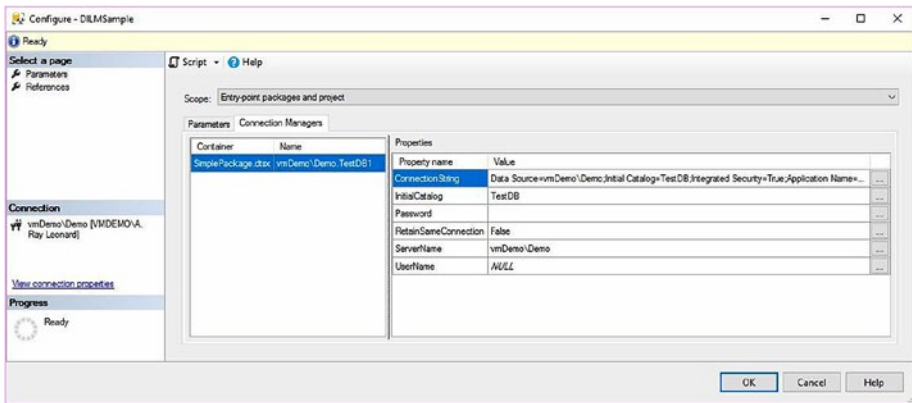 Configure - DILMSample
Ready
Select a page
Parameters
References
Script Help
Scope: Entry-point packages and project
Parameters Connection Managers
Container Name
SimplePackage.dtsx vmDemo\Demo.TestDB1
Properties
Property name Value
ConnectionString Data Source=vmDemo\Demo;Initial Catalog=TestDB;Integrated Security=True;Application Name=...
InitialCatalog TestDB
Password
RetainSameConnection False
ServerName vmDemo\Demo
UserName NULL
Connection
vmDemo\Demo [VMDEMO\A.
Ray Leonard]
View connection properties
Progress
Ready
OK Cancel Help